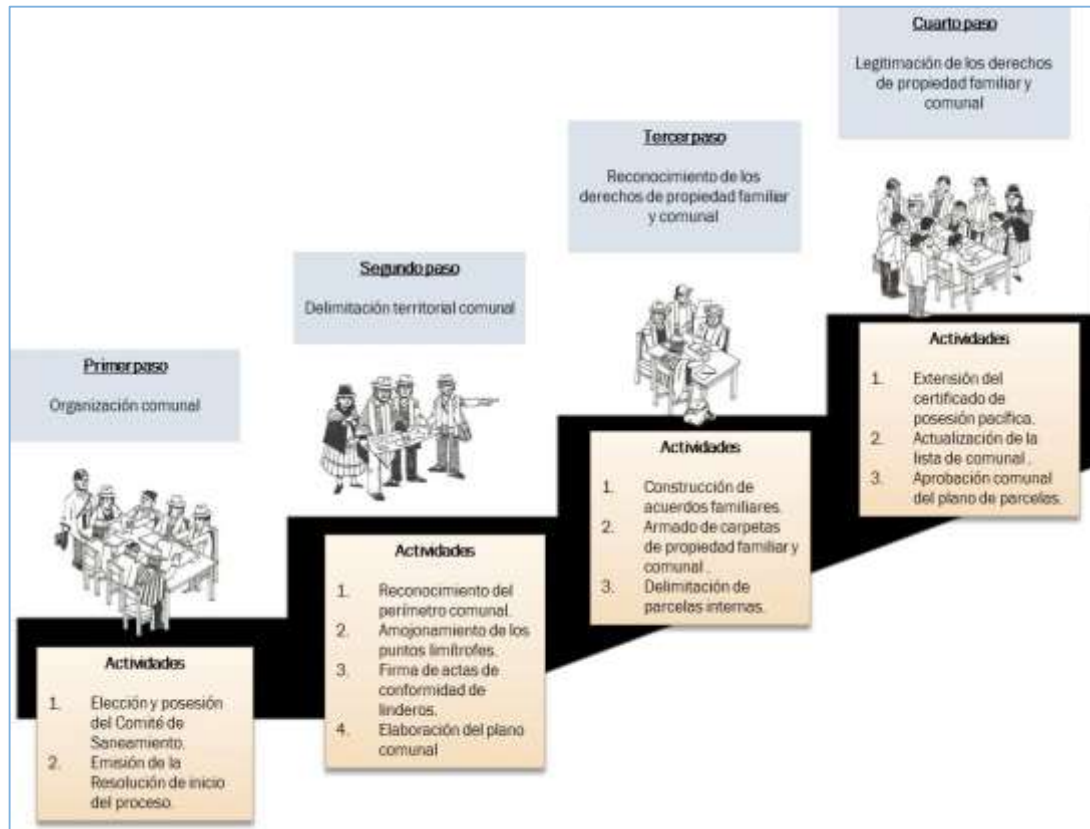 Primer paso
Organización comunal
Actividades
1. Elección y posesión
del Comité de
Saneamiento.
2. Emisión de la
Resolución de inicio
del proceso.
Segundo paso
Delimitación territorial comunal
Actividades
1. Reconocimiento del
perímetro comunal.
2. Amojonamiento de los
puntos limítrofes.
3. Firma de actas de
conformidad de
linderos.
4. Elaboración del plano
comunal
Tercer paso
Reconocimiento de los
derechos de propiedad familiar
y comunal
Actividades
1. Construcción de
acuerdos familiares.
2. Armado de carpetas
de propiedad familiar y
comunal .
3. Delimitación de
parcelas internas.
Cuarto paso
Legitimación de los derechos
de propiedad familiar y
comunal
Actividades
1. Extensión del
certificado de
posesión pacífica.
2. Actualización de la
lista de comunal .
3. Aprobación comunal
del plano de parcelas.